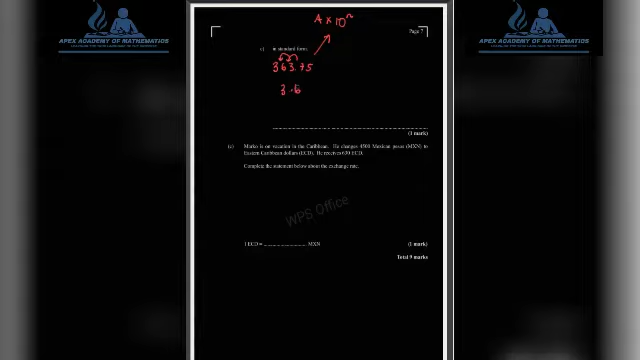 APEX ACADEMY OF MATHEMATICS
A × 10ⁿ
Page 7
c) in standard form.
363.75
3.6
(1 mark)
(c) Marko is on vacation in the Caribbean. He changes 4500 Mexican pesos (MXN) to
Eastern Caribbean dollars (ECD). He receives 630 ECD.
Complete the statement below about the exchange rate.
WPS Office
1 ECD = .................... MXN
(1 mark)
Total 9 marks
APEX ACADEMY OF MATHEMATICS